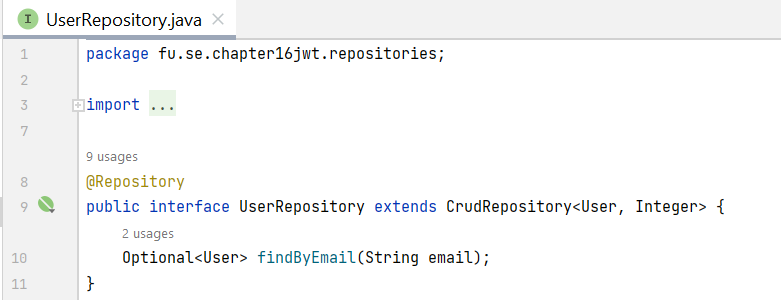 I UserRepository.java ×
1 package fu.se.chapter16jwt.repositories;
2
3 import ...
7
9 usages
8 @Repository
9 public interface UserRepository extends CrudRepository<User, Integer> {
2 usages
10 Optional<User> findByEmail(String email);
11 }